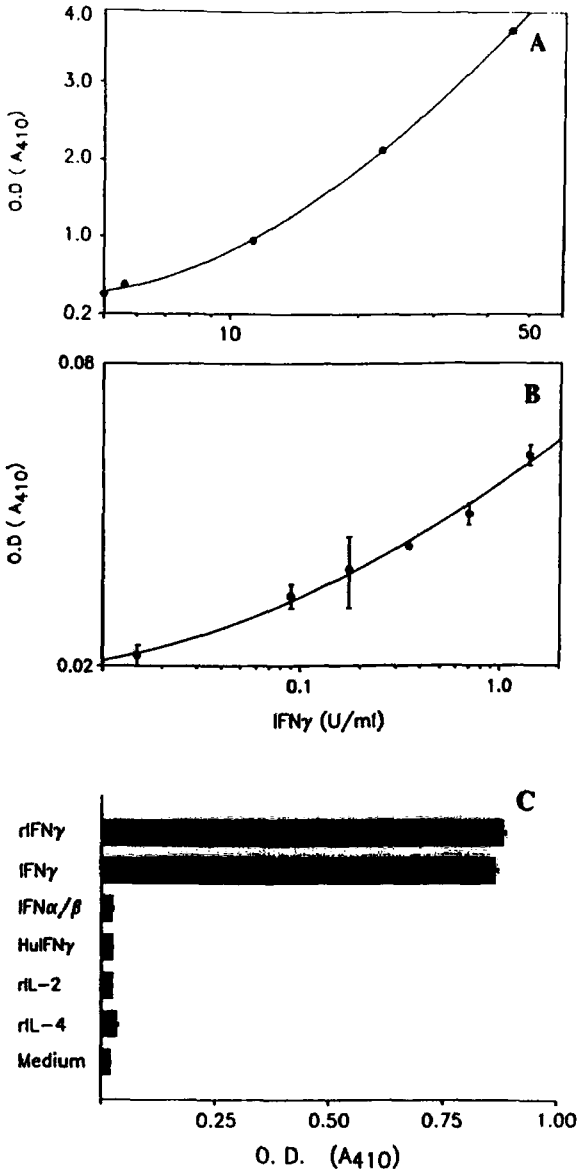 A
4.0
3.0
2.0
1.0
0.2
O.D (A410)
10
50
B
0.08
0.02
O.D (A410)
0.1
1.0
IFNγ (U/ml)
C
rIFNγ
IFNγ
IFNα/β
HuIFNγ
rIL-2
rIL-4
Medium
0.25
0.50
0.75
1.00
O. D. (A410)